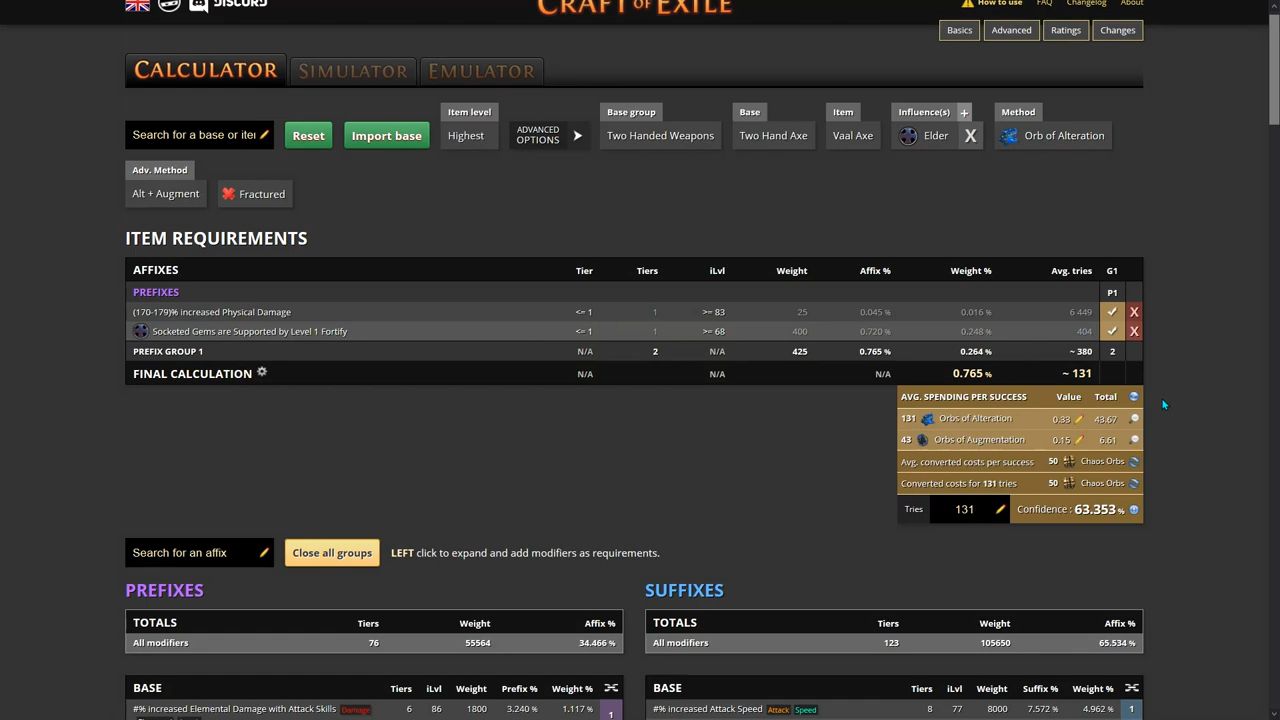 DISCORD
CRAFT OF EXILE
How to use FAQ Changelog About
Basics Advanced Ratings Changes
CALCULATOR SIMULATOR EMULATOR
Item level Base group Base Item Influence(s) + Method
Search for a base or iter Reset Import base Highest ADVANCED OPTIONS Two Handed Weapons Two Hand Axe Vaal Axe Elder X Orb of Alteration
Adv. Method
Alt + Augment Fractured
ITEM REQUIREMENTS
AFFIXES Tier Tiers iLvl Weight Affix % Weight % Avg. tries G1
PREFIXES P1
(170-179)% increased Physical Damage <= 1 1 >= 83 25 0.045 % 0.016 % 6 449 X
Socketed Gems are Supported by Level 1 Fortify <= 1 1 >= 68 400 0.720 % 0.248 % 404 X
PREFIX GROUP 1 N/A 2 N/A 425 0.765 % 0.264 % ~ 380 2
FINAL CALCULATION N/A N/A N/A 0.765 % ~ 131
AVG. SPENDING PER SUCCESS Value Total
131 Orbs of Alteration 0.33 43.67
43 Orbs of Augmentation 0.15 6.61
Avg. converted costs per success 50 Chaos Orbs
Converted costs for 131 tries 50 Chaos Orbs
Tries 131 Confidence : 63.353 %
Search for an affix Close all groups LEFT click to expand and add modifiers as requirements.
PREFIXES SUFFIXES
TOTALS Tiers Weight Affix % TOTALS Tiers Weight Affix %
All modifiers 76 55564 34.466 % All modifiers 123 105650 65.534 %
BASE Tiers iLvl Weight Prefix % Weight % BASE Tiers iLvl Weight Suffix % Weight %
#% increased Elemental Damage with Attack Skills Damage 6 86 1800 3.240 % 1.117 % 1 #% increased Attack Speed Attack Speed 8 77 8000 7.572 % 4.962 % 1